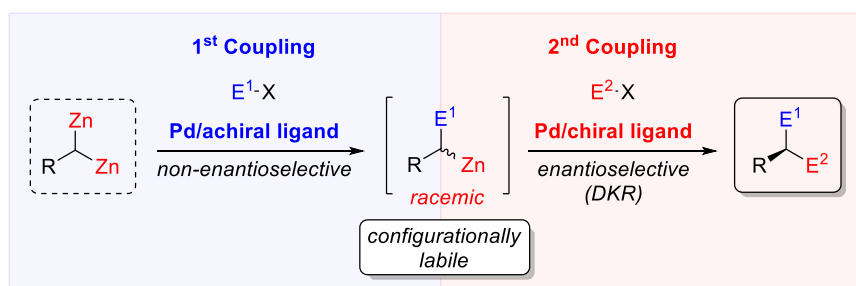 1st Coupling
E1-X
Pd/achiral ligand
non-enantioselective
Zn
R
Zn
E1
R
Zn
racemic
configurationally
labile
2nd Coupling
E2-X
Pd/chiral ligand
enantioselective
(DKR)
E1
R
E2